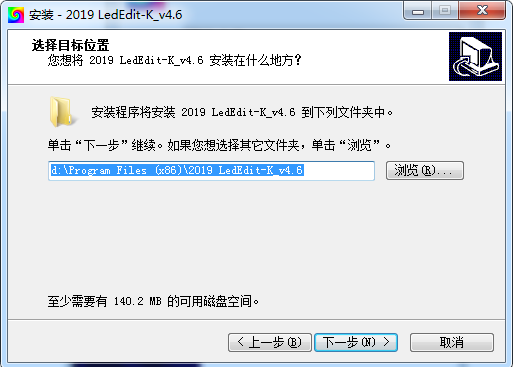 安装 - 2019 LedEdit-K_v4.6
选择目标位置
您想将 2019 LedEdit-K_v4.6 安装在什么地方？
安装程序将安装 2019 LedEdit-K_v4.6 到下列文件夹中。
单击“下一步”继续。如果您想选择其它文件夹，单击“浏览”。
d:\Program Files (x86)\2019 LedEdit-K_v4.6
浏览(R)...
至少需要有 140.2 MB 的可用磁盘空间。
< 上一步(B) 下一步(N) > 取消